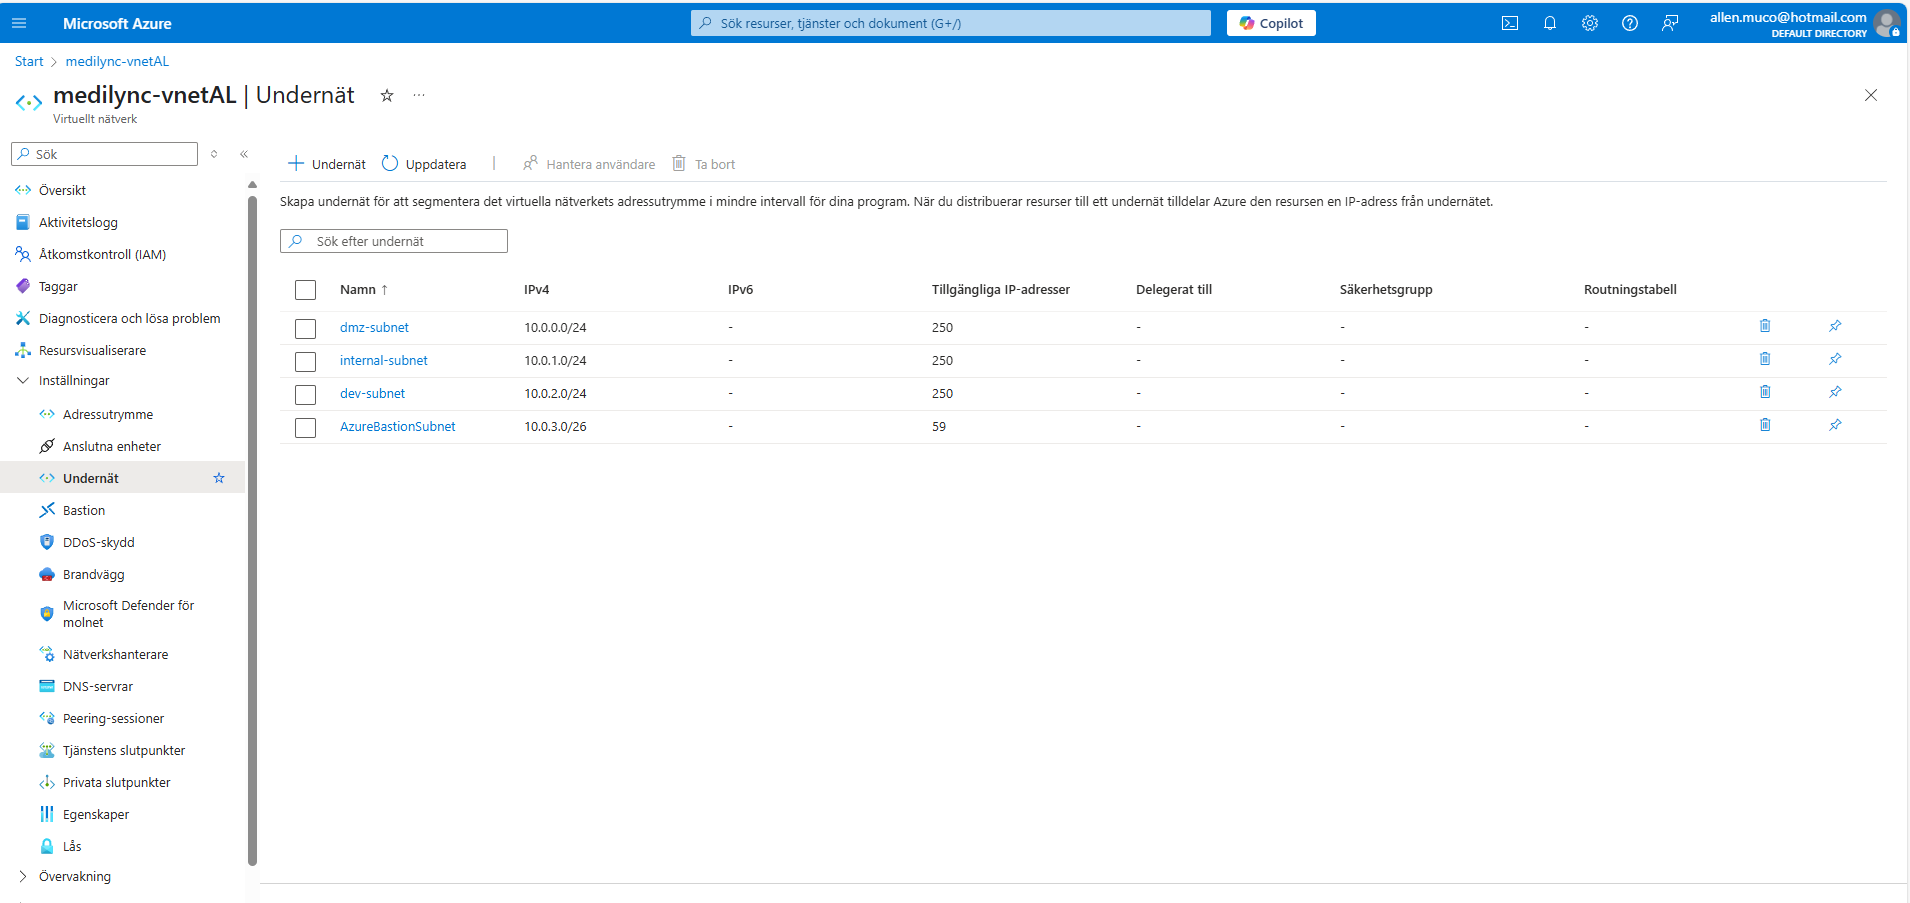 Microsoft Azure
Sök resurser, tjänster och dokument (G+/)
Copilot
allen.muco@hotmail.com
DEFAULT DIRECTORY
Start > medilync-vnetAL
medilync-vnetAL | Undernät
Virtuellt nätverk
Sök
Översikt
Aktivitetslogg
Åtkomstkontroll (IAM)
Taggar
Diagnosticera och lösa problem
Resursvisualiserare
Inställningar
Adressutrymme
Anslutna enheter
Undernät
Bastion
DDoS-skydd
Brandvägg
Microsoft Defender för
molnet
Nätverkshanterare
DNS-servrar
Peering-sessioner
Tjänstens slutpunkter
Privata slutpunkter
Egenskaper
Lås
Övervakning
Undernät Uppdatera | Hantera användare Ta bort
Skapa undernät för att segmentera det virtuella nätverkets adressutrymme i mindre intervall för dina program. När du distribuerar resurser till ett undernät tilldelar Azure den resursen en IP-adress från undernätet.
Sök efter undernät
Namn ↑ IPv4 IPv6 Tillgängliga IP-adresser Delegerat till Säkerhetsgrupp Routningstabell
dmz-subnet 10.0.0.0/24 - 250 - - -
internal-subnet 10.0.1.0/24 - 250 - - -
dev-subnet 10.0.2.0/24 - 250 - - -
AzureBastionSubnet 10.0.3.0/26 - 59 - - -